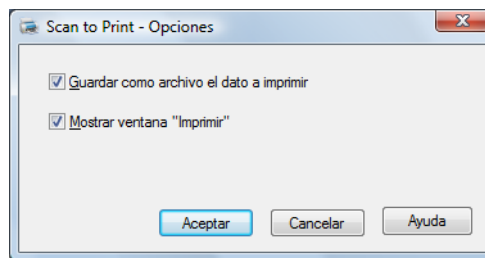 Scan to Print - Opciones
Guardar como archivo el dato a imprimir
Mostrar ventana "Imprimir"
Aceptar Cancelar Ayuda